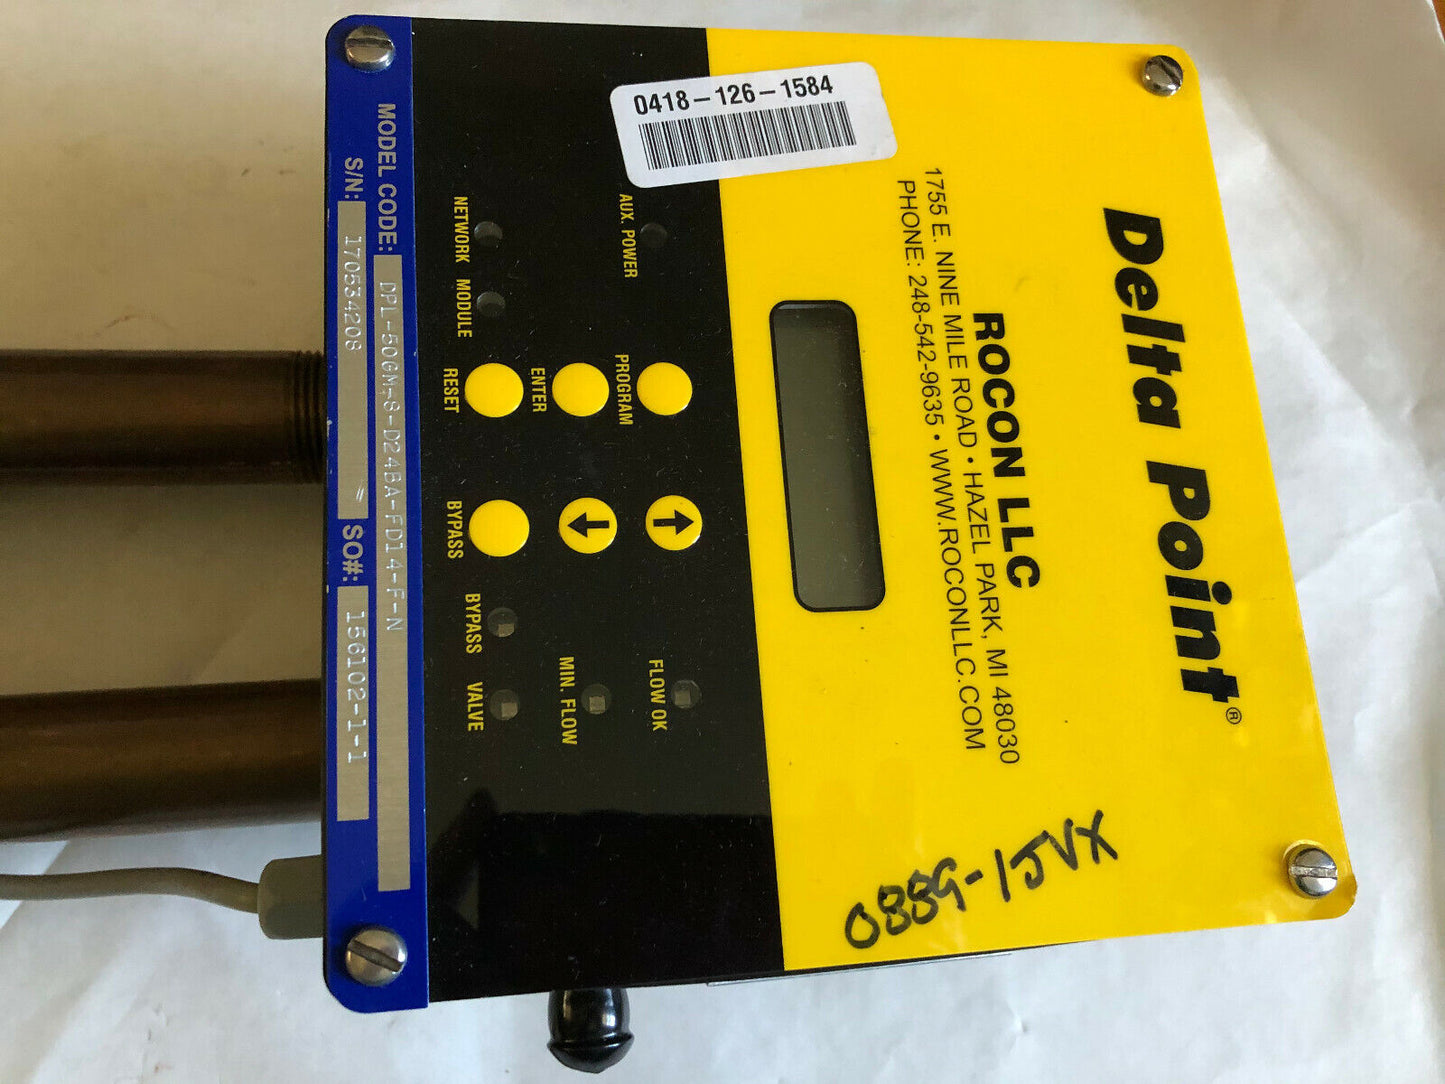 0418-126-1584
Delta Point®
ROCON LLC
1755 E. NINE MILE ROAD • HAZEL PARK, MI 48030
PHONE: 248-542-9635 • WWW.ROCONLLC.COM
AUX. POWER
PROGRAM
FLOW OK
ENTER
MIN. FLOW
NETWORK MODULE
RESET
BYPASS
BYPASS VALVE
MODEL CODE: DPL-50GM-8-D24BA-FD14-F-N
S/N: 170534208 SO#: 156102-1-1
0889-1JVX